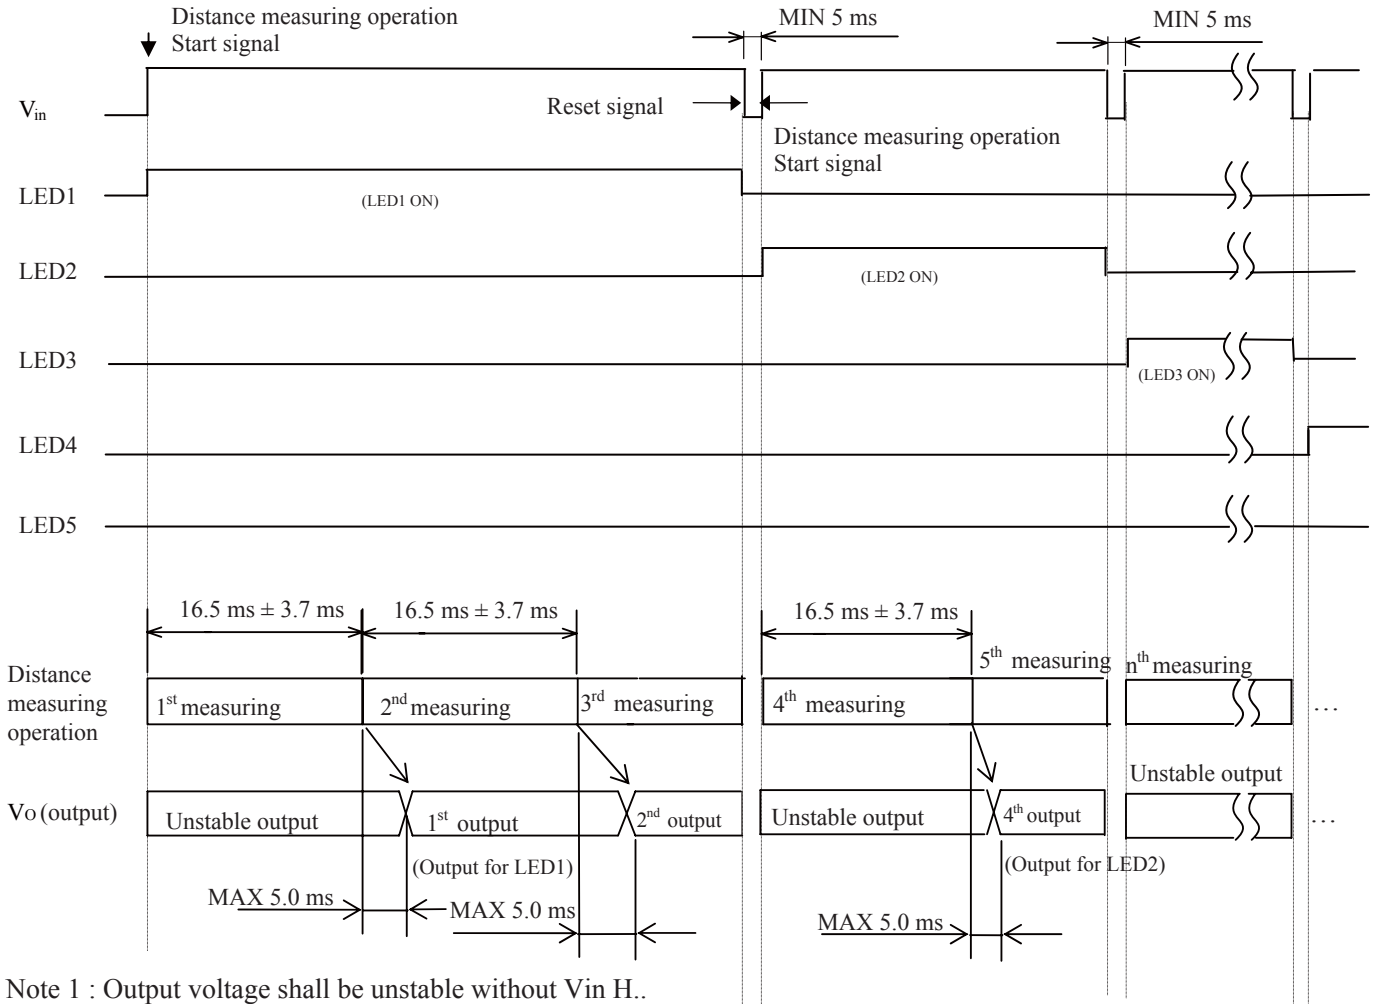 Distance measuring operation
Start signal
MIN 5 ms
MIN 5 ms
Vin
Reset signal
Distance measuring operation
Start signal
LED1
(LED1 ON)
LED2
(LED2 ON)
LED3
(LED3 ON)
LED4
LED5
16.5 ms ± 3.7 ms
16.5 ms ± 3.7 ms
16.5 ms ± 3.7 ms
Distance
measuring
operation
1st measuring
2nd measuring
3rd measuring
4th measuring
5th measuring
nth measuring
...
Vo (output)
Unstable output
1st output
2nd output
Unstable output
4th output
Unstable output
...
(Output for LED1)
(Output for LED2)
MAX 5.0 ms
MAX 5.0 ms
MAX 5.0 ms
Note 1 : Output voltage shall be unstable without Vin H..